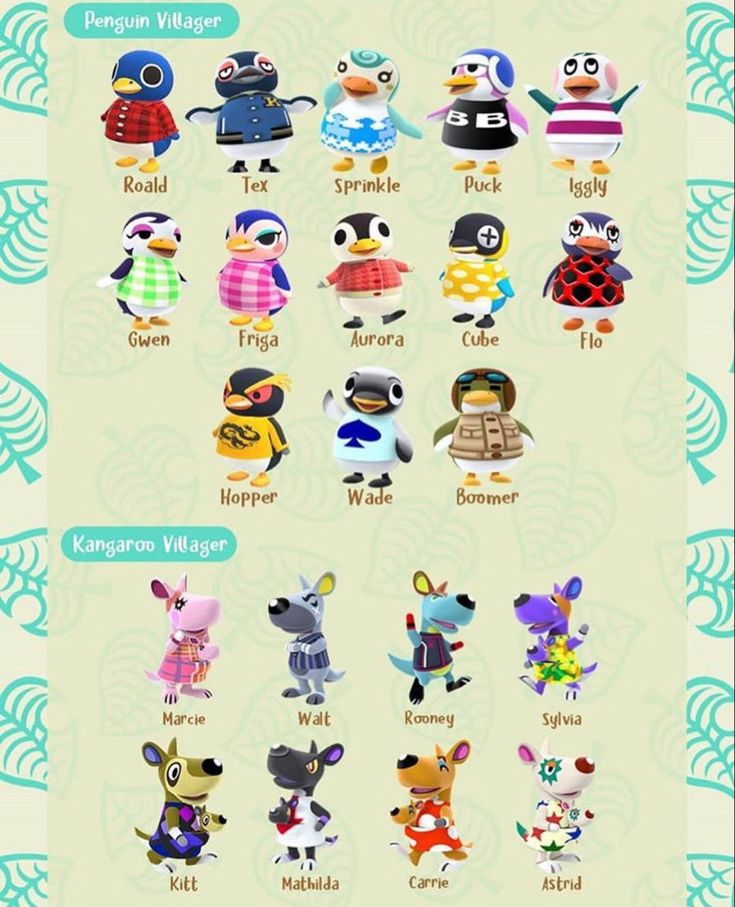 Penguin Villager
Roald Tex Sprinkle Puck Iggly
Gwen Friga Aurora Cube Flo
Hopper Wade Boomer
Kangaroo Villager
Marcie Walt Rooney Sylvia
Kitt Mathilda Carrie Astrid
BB